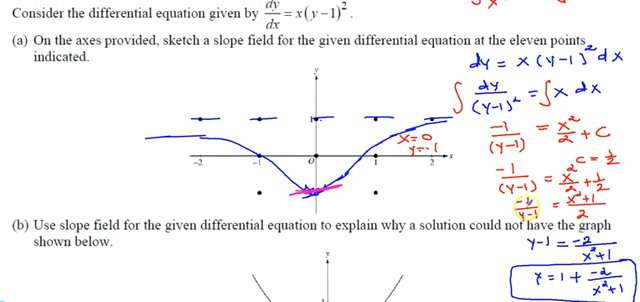 Consider the differential equation given by dy/dx = x(y−1)².
(a) On the axes provided, sketch a slope field for the given differential equation at the eleven points
indicated.
dy = x(y−1)² dx
∫ dy/(y−1)² = ∫ x dx
−1/(y−1) = x²/2 + C
C = 1/2
−1/(y−1) = x²/2 + 1/2
−1/(y−1) = (x²+1)/2
y−1 = −2/(x²+1)
y = 1 + −2/(x²+1)
y
1
x=0
y=−1
-2
-1
O
1
2
x
(b) Use slope field for the given differential equation to explain why a solution could not have the graph
shown below.
y